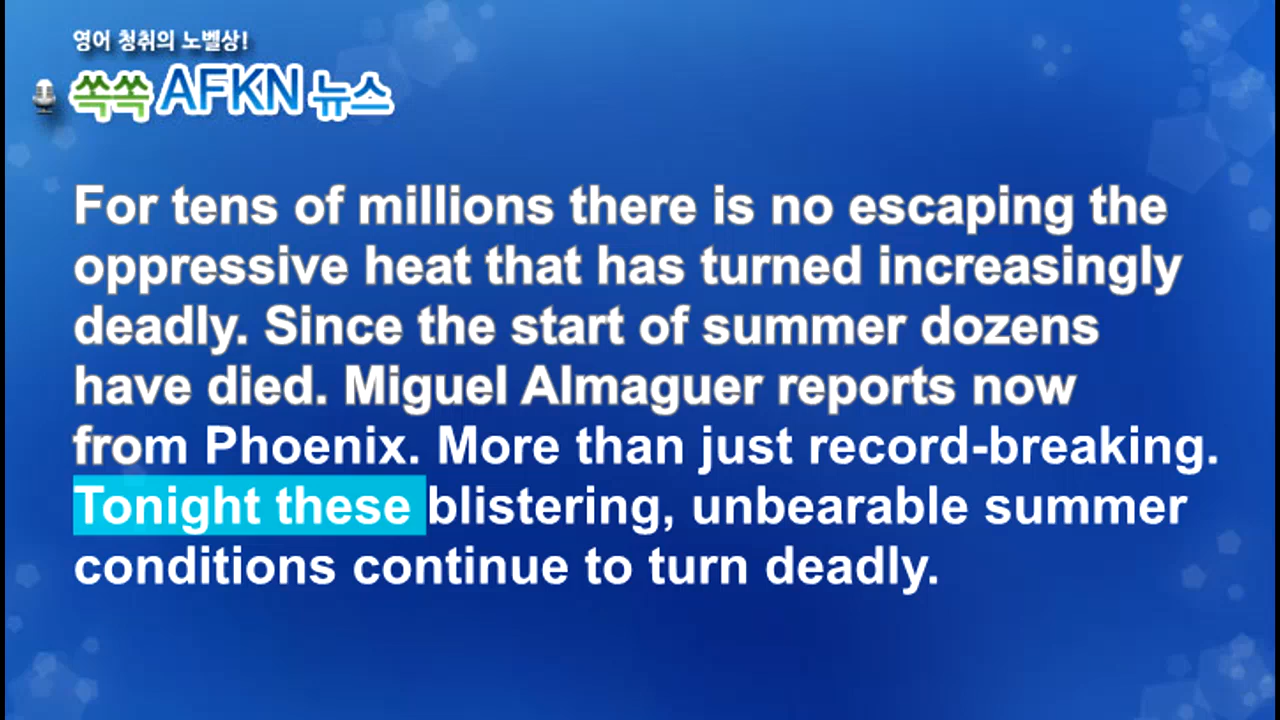 영어 청취의 노벨상!
쏙쏙 AFKN 뉴스
For tens of millions there is no escaping the
oppressive heat that has turned increasingly
deadly. Since the start of summer dozens
have died. Miguel Almaguer reports now
from Phoenix. More than just record-breaking.
Tonight these blistering, unbearable summer
conditions continue to turn deadly.